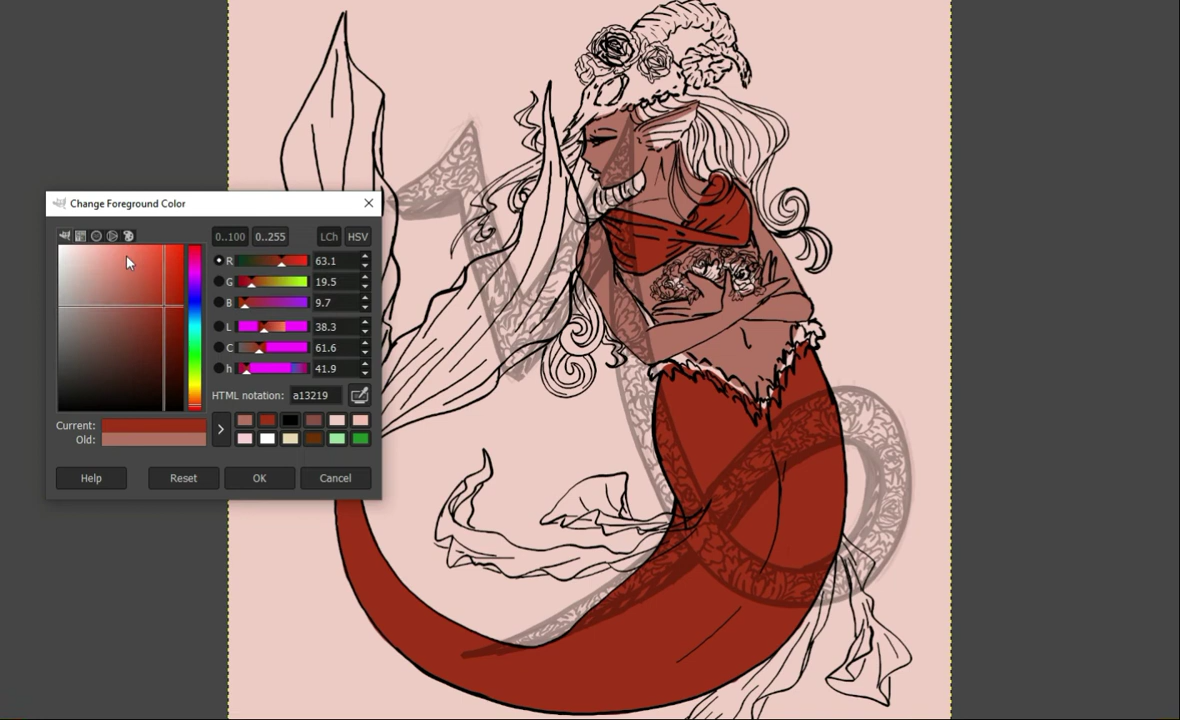 Change Foreground Color
0..100 0..255 LCh HSV
R 63.1
G 19.5
B 9.7
L 38.3
C 61.6
h 41.9
HTML notation: a13219
Current:
Old:
Help Reset OK Cancel